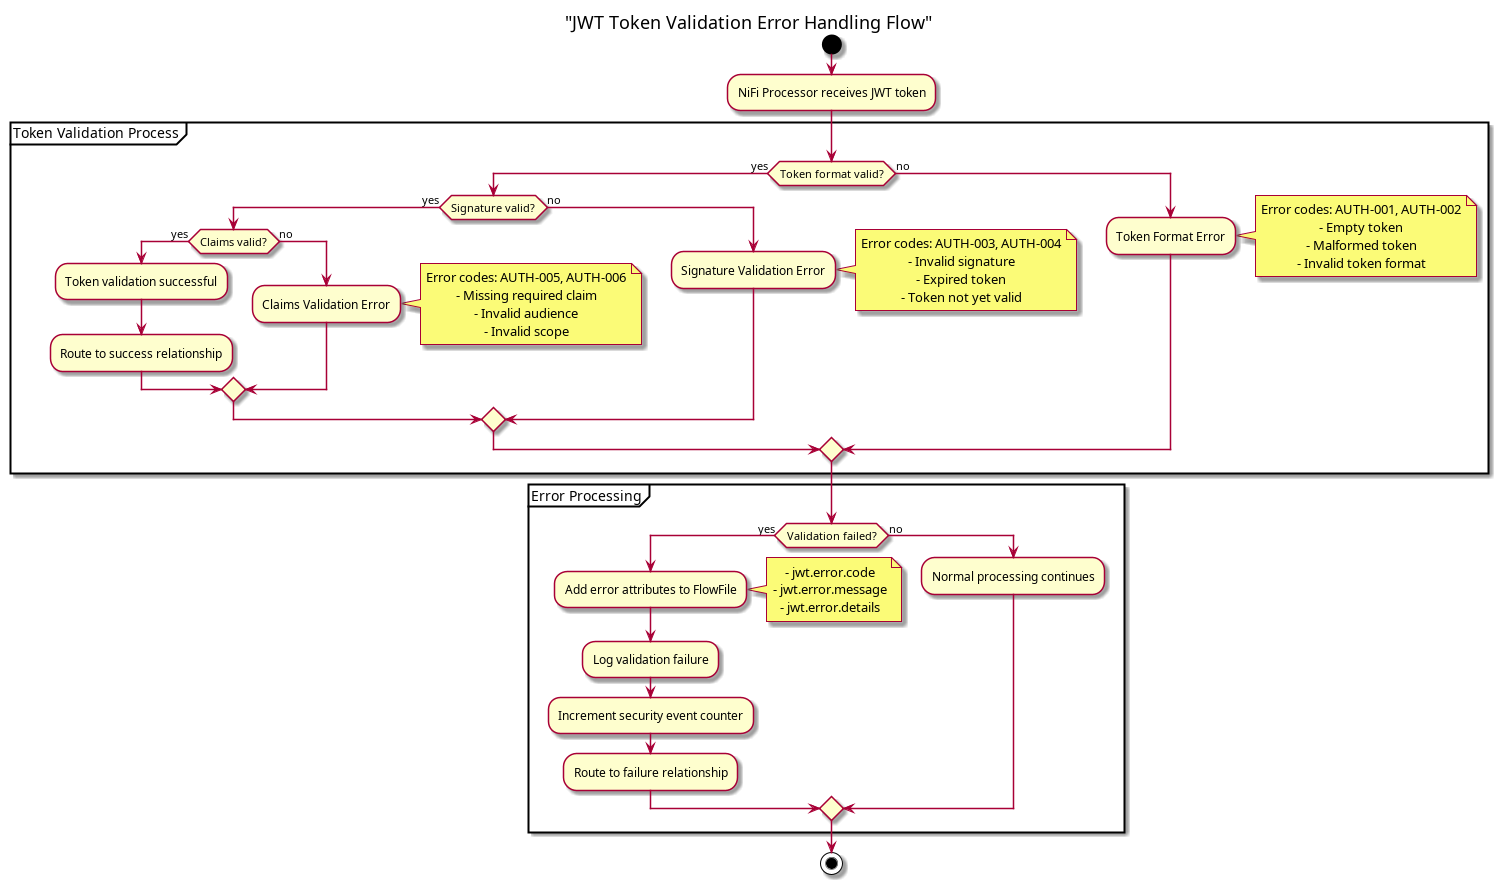 "JWT Token Validation Error Handling Flow"
NiFi Processor receives JWT token
Token Validation Process
Token format valid?
yes
no
Signature valid?
yes
no
Claims valid?
yes
no
Token validation successful
Route to success relationship
Claims Validation Error
Error codes: AUTH-005, AUTH-006
- Missing required claim
- Invalid audience
- Invalid scope
Signature Validation Error
Error codes: AUTH-003, AUTH-004
- Invalid signature
- Expired token
- Token not yet valid
Token Format Error
Error codes: AUTH-001, AUTH-002
- Empty token
- Malformed token
- Invalid token format
Error Processing
Validation failed?
yes
no
Add error attributes to FlowFile
- jwt.error.code
- jwt.error.message
- jwt.error.details
Log validation failure
Increment security event counter
Route to failure relationship
Normal processing continues